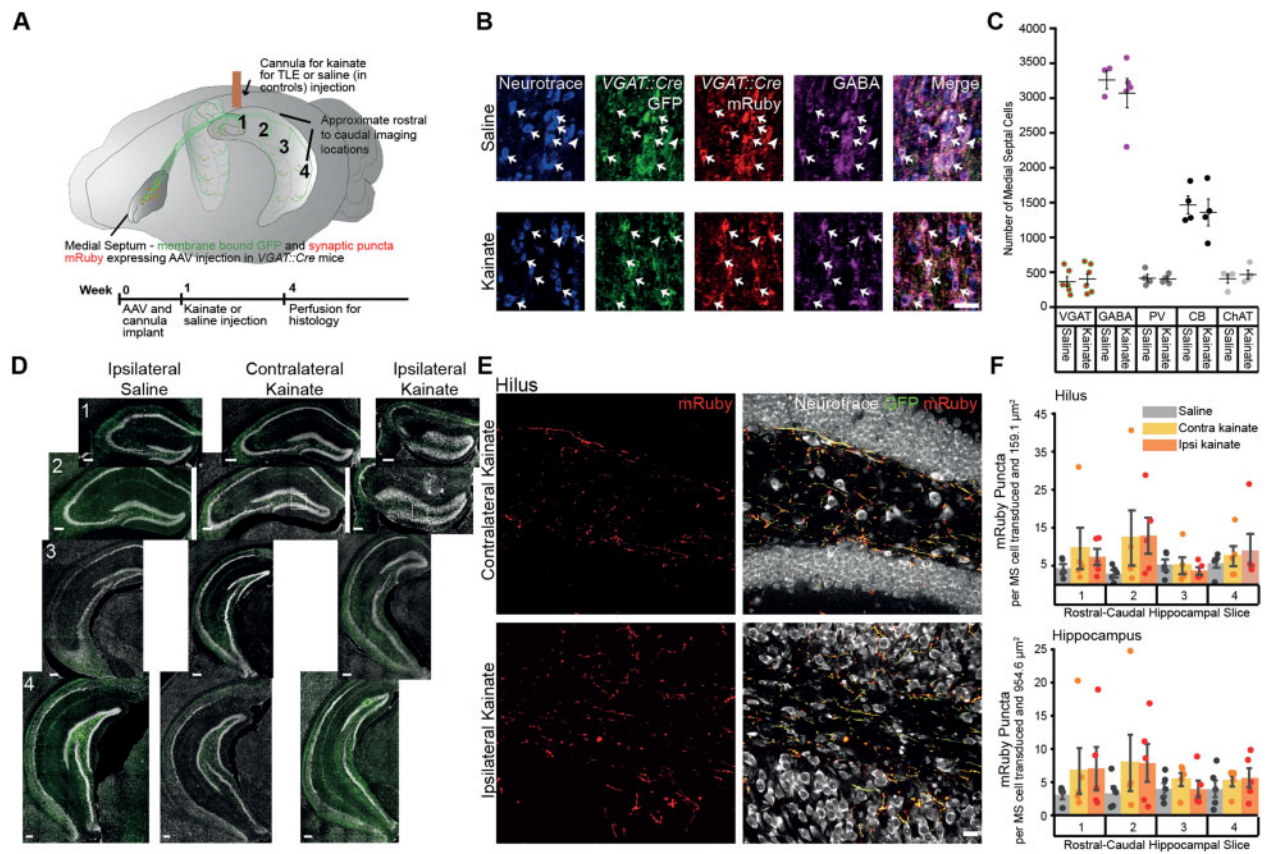 A
Cannula for kainate
for TLE or saline (in
controls) injection
Approximate rostral
to caudal imaging
locations
1
2
3
4
Medial Septum - membrane bound GFP and synaptic puncta
mRuby expressing AAV injection in VGAT::Cre mice
Week
0
1
4
AAV and
cannula
implant
Kainate or
saline injection
Perfusion for
histology
B
Neurotrace
VGAT::Cre
GFP
VGAT::Cre
mRuby
GABA
Merge
Saline
Kainate
C
Number of Medial Septal Cells
4000
3500
3000
2500
2000
1500
1000
500
0
VGAT
GABA
PV
CB
ChAT
Saline
Kainate
Saline
Kainate
Saline
Kainate
Saline
Kainate
Saline
Kainate
D
Ipsilateral
Saline
Contralateral
Kainate
Ipsilateral
Kainate
1
2
3
4
E
Hilus
mRuby
Neurotrace GFP mRuby
Contralateral Kainate
Ipsilateral Kainate
F
Hilus
Saline
Contra kainate
Ipsi kainate
mRuby Puncta
per MS cell transduced and 159.1 µm²
45
35
25
15
5
1
2
3
4
Rostral-Caudal Hippocampal Slice
Hippocampus
mRuby Puncta
per MS cell transduced and 954.6 µm²
25
20
15
10
5
0
1
2
3
4
Rostral-Caudal Hippocampal Slice